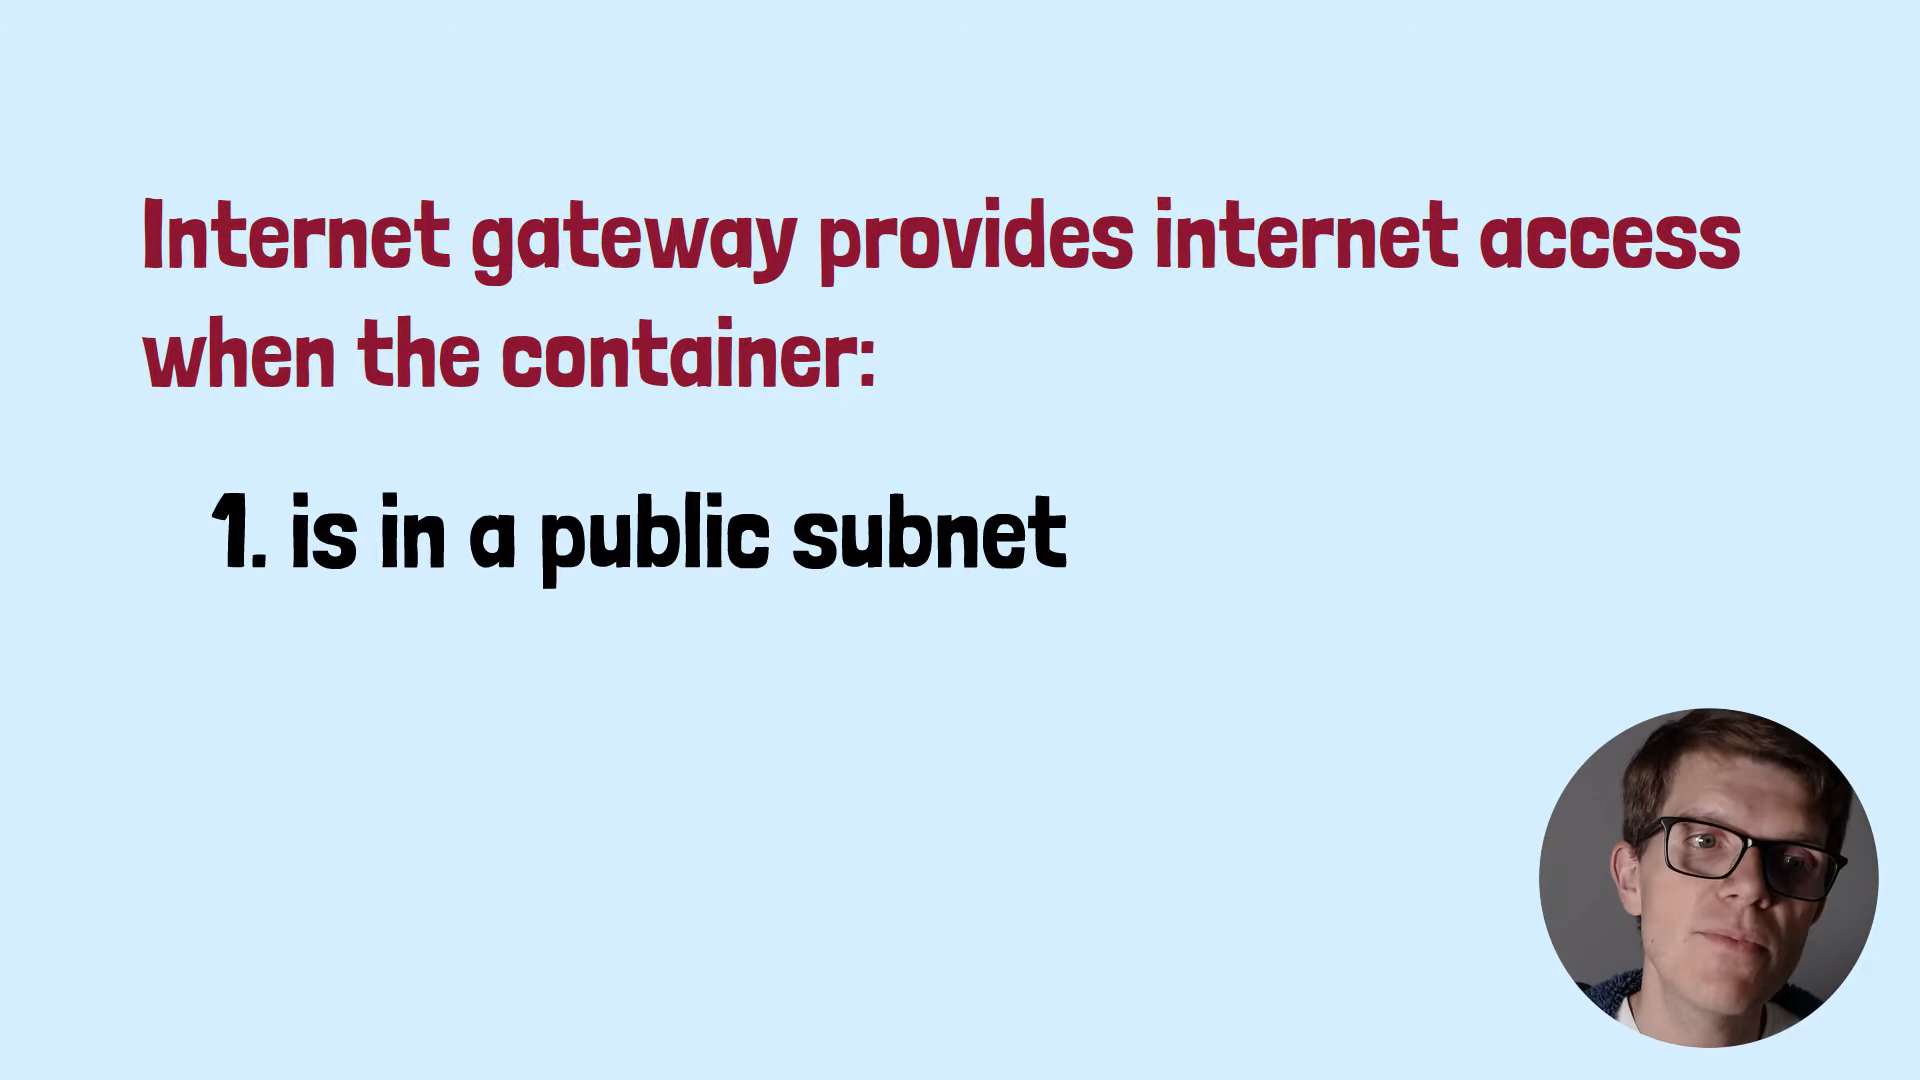 Internet gateway provides internet access
when the container:
1. is in a public subnet